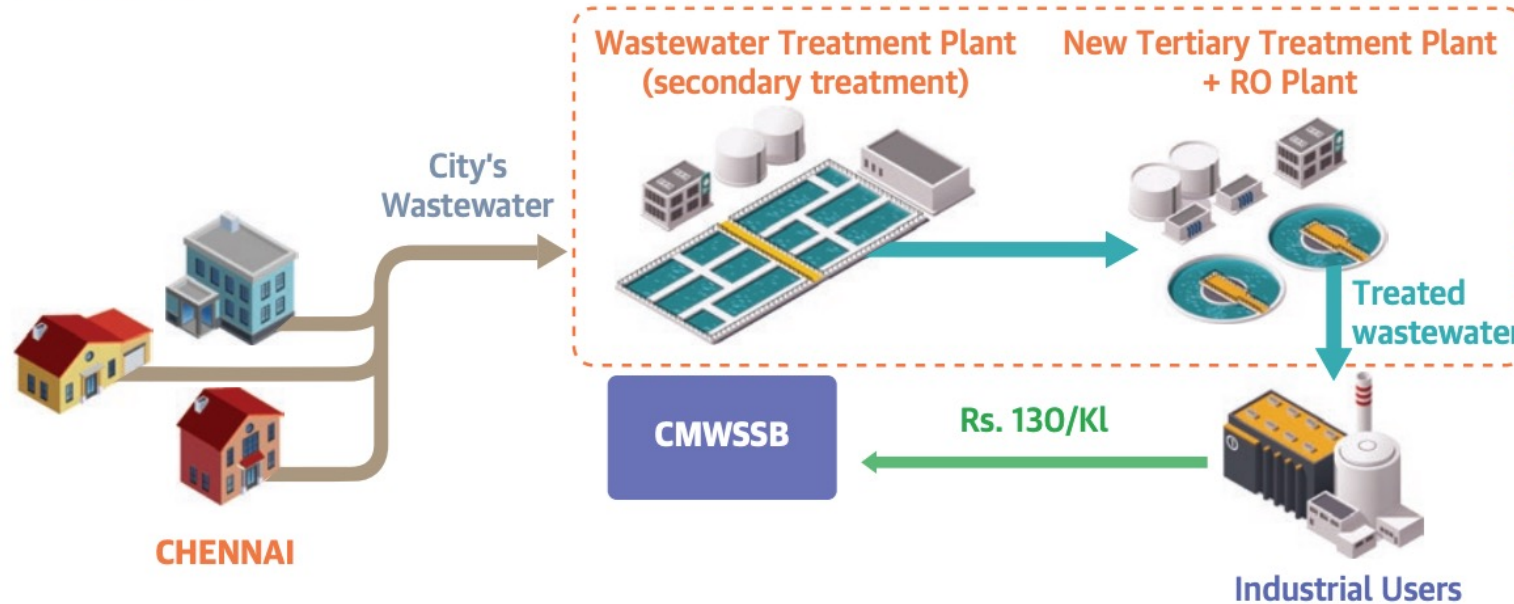 Wastewater Treatment Plant
(secondary treatment)
New Tertiary Treatment Plant
+ RO Plant
City's
Wastewater
Treated
wastewater
CMWSSB
Rs. 130/Kl
CHENNAI
Industrial Users